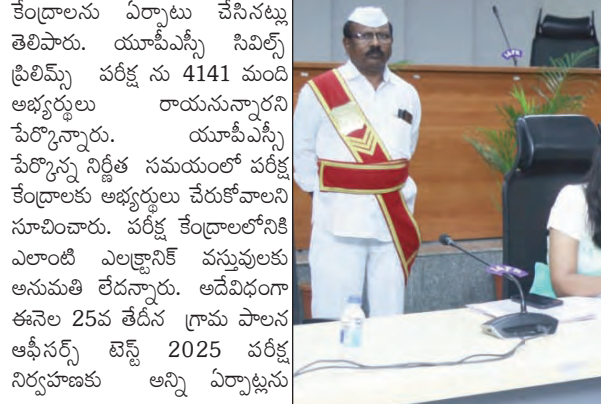 కేంద్రాలను ఏర్పాటు చేసినట్లు
తెలిపారు. యూపీఎస్సీ సివిల్స్
ప్రిలిమ్స్ పరీక్ష ను 4141 మంది
అభ్యర్థులు రాయనున్నారని
పేర్కొన్నారు. యూపీఎస్సీ
పేర్కొన్న నిర్ణీత సమయంలో పరీక్ష
కేంద్రాలకు అభ్యర్థులు చేరుకోవాలని
సూచించారు. పరీక్ష కేంద్రాలలోనికి
ఎలాంటి ఎలక్ట్రానిక్ వస్తువులకు
అనుమతి లేదన్నారు. అదేవిధంగా
ఈనెల 25వ తేదీన గ్రామ పాలన
ఆఫీసర్స్ టెస్ట్ 2025 పరీక్ష
నిర్వహణకు అన్ని ఏర్పాట్లను